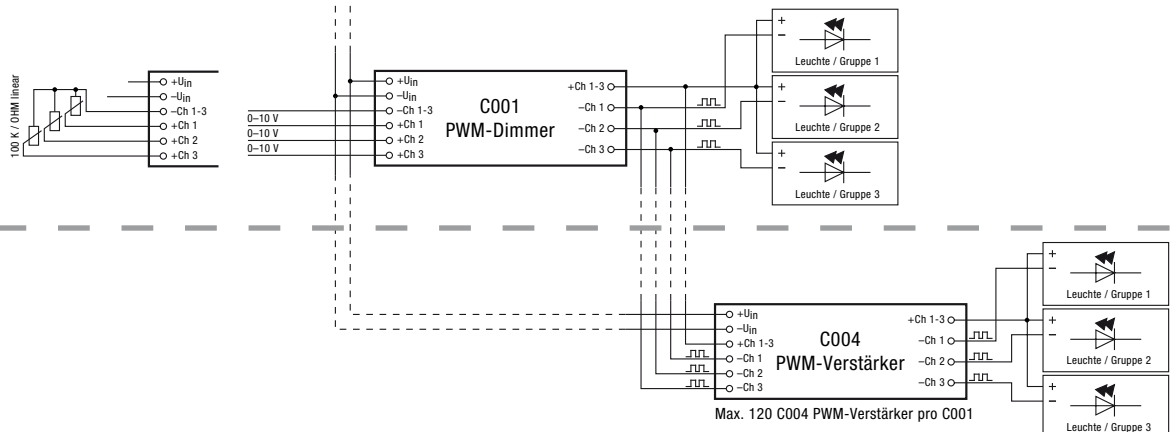 100 K / OHM linear
+Uin
−Uin
−Ch 1-3
+Ch 1
+Ch 2
+Ch 3
0–10 V
0–10 V
0–10 V
+Uin
−Uin
−Ch 1-3
+Ch 1
+Ch 2
+Ch 3
C001
PWM-Dimmer
+Ch 1-3
−Ch 1
−Ch 2
−Ch 3
+
−
Leuchte / Gruppe 1
+
−
Leuchte / Gruppe 2
+
−
Leuchte / Gruppe 3
+Uin
−Uin
+Ch 1-3
−Ch 1
−Ch 2
−Ch 3
C004
PWM-Verstärker
+Ch 1-3
−Ch 1
−Ch 2
−Ch 3
+
−
Leuchte / Gruppe 1
+
−
Leuchte / Gruppe 2
+
−
Leuchte / Gruppe 3
Max. 120 C004 PWM-Verstärker pro C001